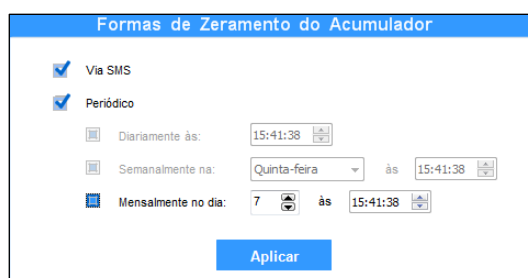 Formas de Zeramento do Acumulador
Via SMS
Periódico
Diariamente às: 15:41:38
Semanalmente na: Quinta-feira às 15:41:38
Mensalmente no dia: 7 às 15:41:38
Aplicar